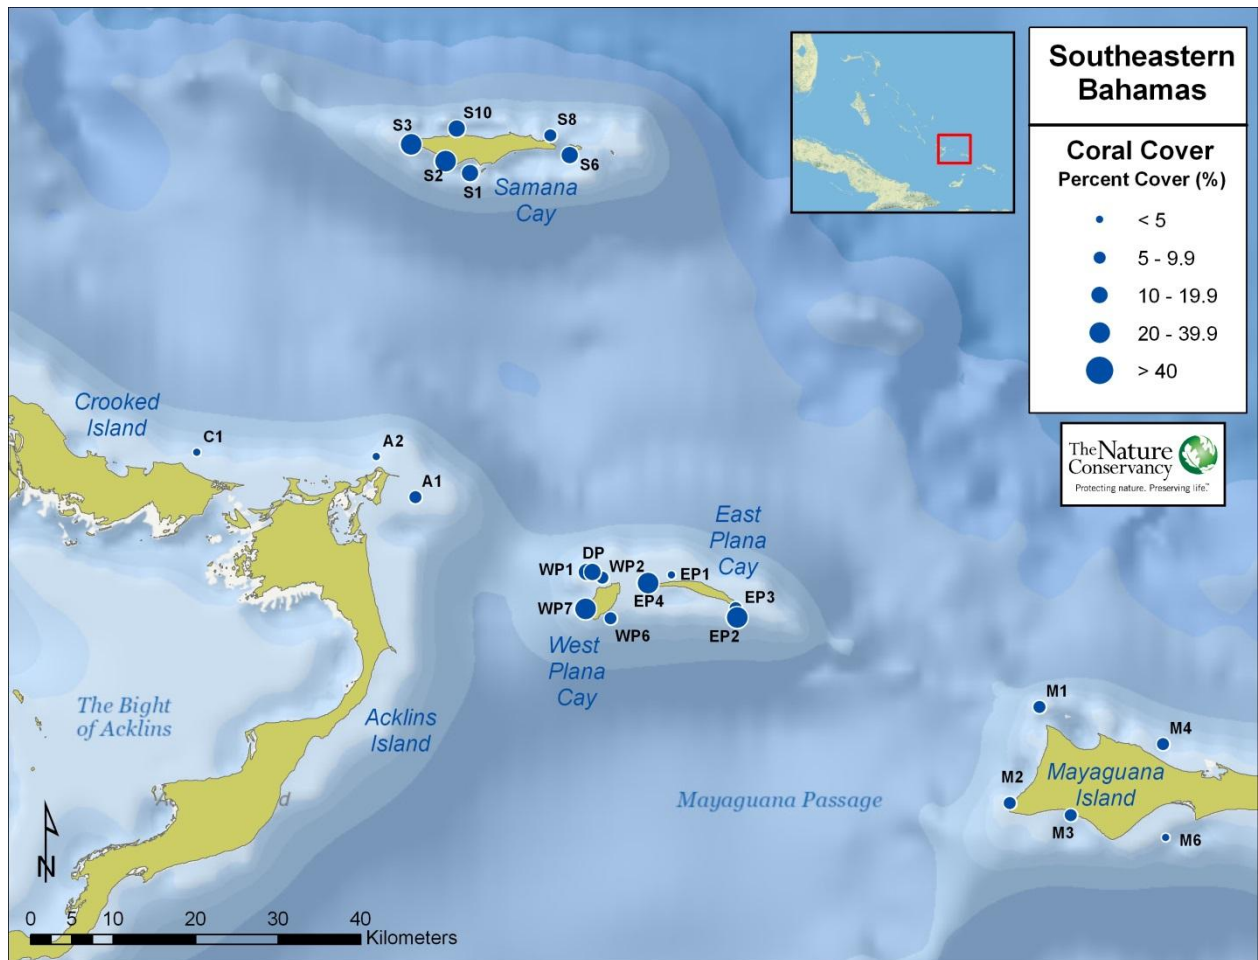 Southeastern
Bahamas
Coral Cover
Percent Cover (%)
< 5
5 - 9.9
10 - 19.9
20 - 39.9
> 40
The Nature
Conservancy
Protecting nature. Preserving life.™
S10
S3
S8
S2
S1
S6
Samana
Cay
Crooked
Island
C1
A2
A1
East
Plana
Cay
DP
WP1
WP2
EP1
EP4
WP7
EP3
WP6
EP2
West
Plana
Cay
The Bight
of Acklins
Acklins
Island
M1
M4
Mayaguana
Island
M2
M3
M6
Mayaguana Passage
N
0 5 10 20 30 40
Kilometers